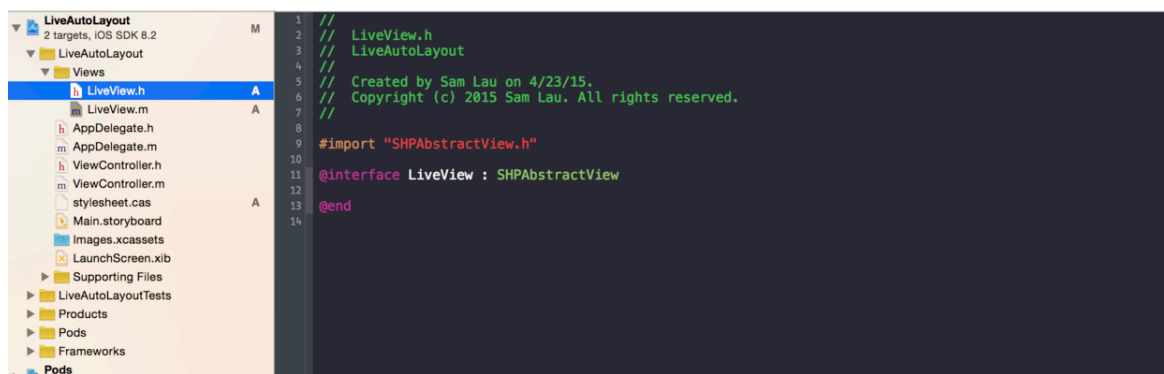 LiveAutoLayout
2 targets, iOS SDK 8.2
M
LiveAutoLayout
Views
h LiveView.h A
m LiveView.m A
h AppDelegate.h
m AppDelegate.m
h ViewController.h
m ViewController.m
stylesheet.cas A
Main.storyboard
Images.xcassets
LaunchScreen.xib
Supporting Files
LiveAutoLayoutTests
Products
Pods
Frameworks
Pods
1 //
2 //  LiveView.h
3 //  LiveAutoLayout
4 //
5 //  Created by Sam Lau on 4/23/15.
6 //  Copyright (c) 2015 Sam Lau. All rights reserved.
7 //
8
9 #import "SHPAbstractView.h"
10
11 @interface LiveView : SHPAbstractView
12
13 @end
14